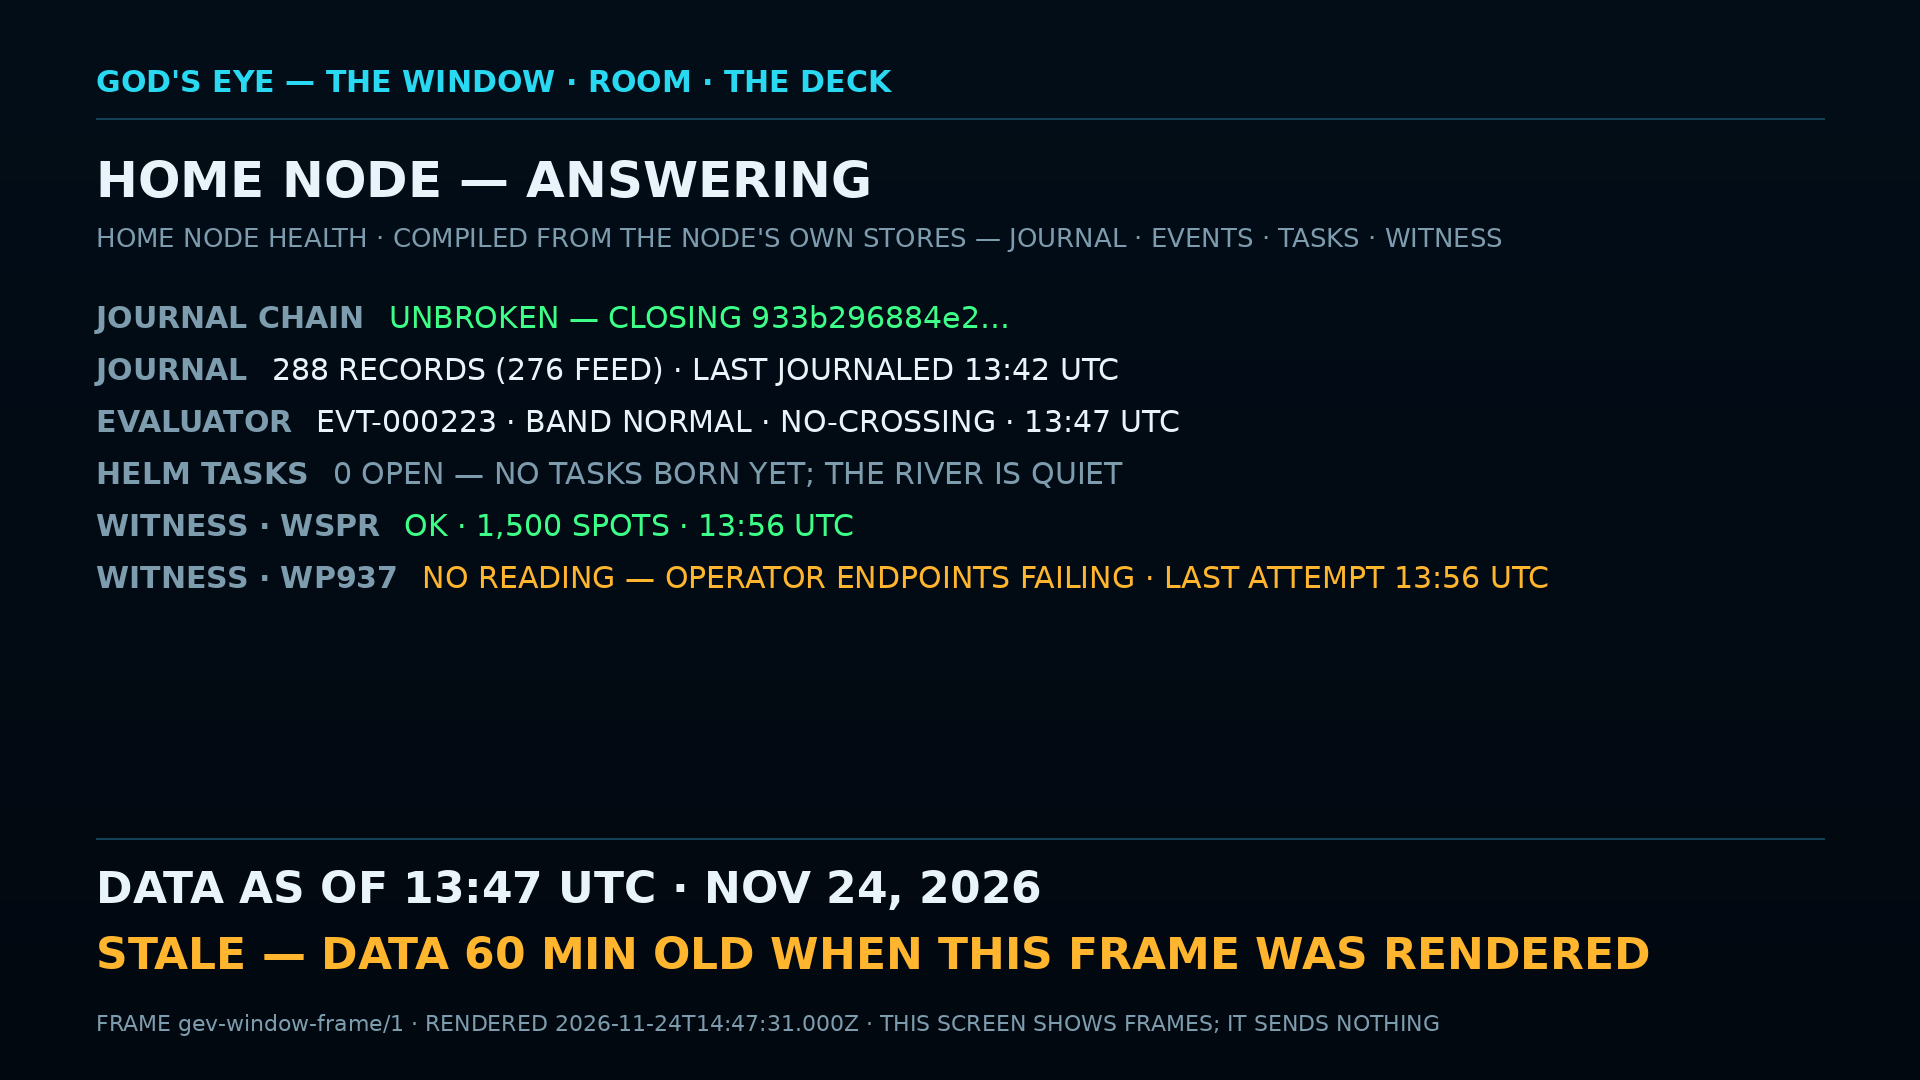 GOD'S EYE — THE WINDOW · ROOM · THE DECK
HOME NODE — ANSWERING
HOME NODE HEALTH · COMPILED FROM THE NODE'S OWN STORES — JOURNAL · EVENTS · TASKS · WITNESS
JOURNAL CHAIN UNBROKEN — CLOSING 933b296884e2…
JOURNAL 288 RECORDS (276 FEED) · LAST JOURNALED 13:42 UTC
EVALUATOR EVT-000223 · BAND NORMAL · NO-CROSSING · 13:47 UTC
HELM TASKS 0 OPEN — NO TASKS BORN YET; THE RIVER IS QUIET
WITNESS · WSPR OK · 1,500 SPOTS · 13:56 UTC
WITNESS · WP937 NO READING — OPERATOR ENDPOINTS FAILING · LAST ATTEMPT 13:56 UTC
DATA AS OF 13:47 UTC · NOV 24, 2026
STALE — DATA 60 MIN OLD WHEN THIS FRAME WAS RENDERED
FRAME gev-window-frame/1 · RENDERED 2026-11-24T14:47:31.000Z · THIS SCREEN SHOWS FRAMES; IT SENDS NOTHING